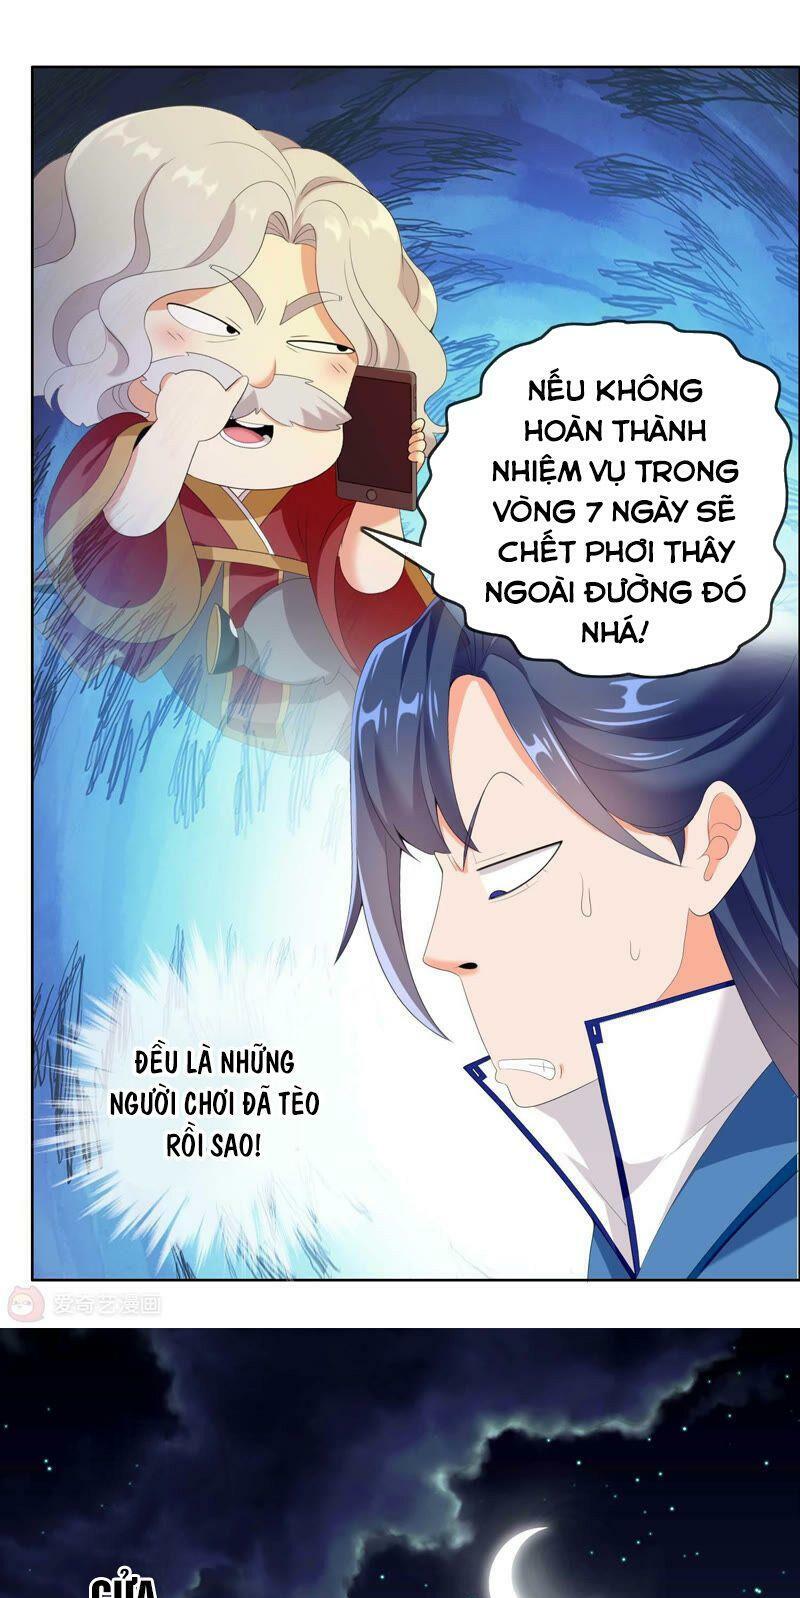 NẾU KHÔNG
HOÀN THÀNH
NHIỆM VỤ TRONG
VÒNG 7 NGÀY SẼ
CHẾT PHƠI THÂY
NGOÀI ĐƯỜNG ĐÓ
NHÁ!
ĐỀU LÀ NHỮNG
NGƯỜI CHƠI ĐÃ TÈO
RỒI SAO!
爱奇艺漫画
CỬA